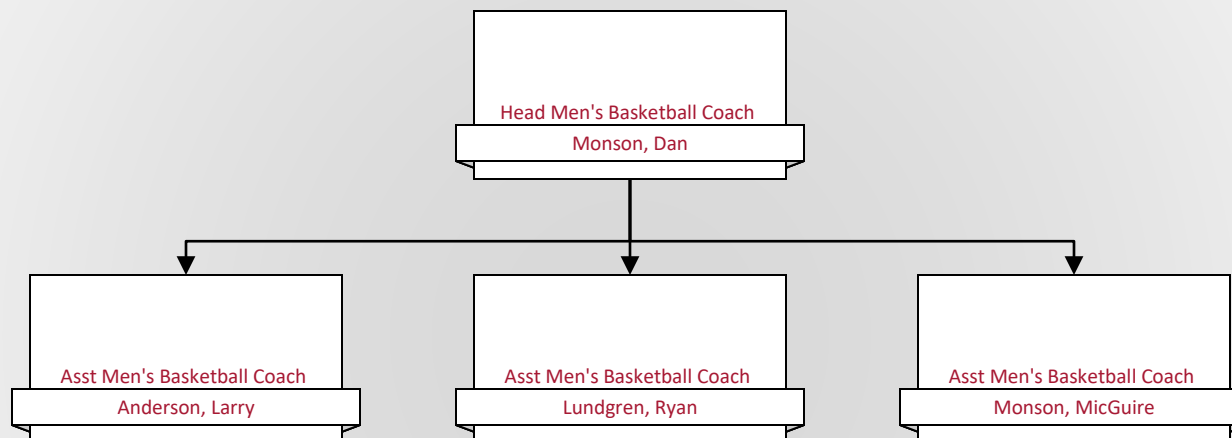 Head Men's Basketball Coach
Monson, Dan
Asst Men's Basketball Coach
Anderson, Larry
Asst Men's Basketball Coach
Lundgren, Ryan
Asst Men's Basketball Coach
Monson, MicGuire